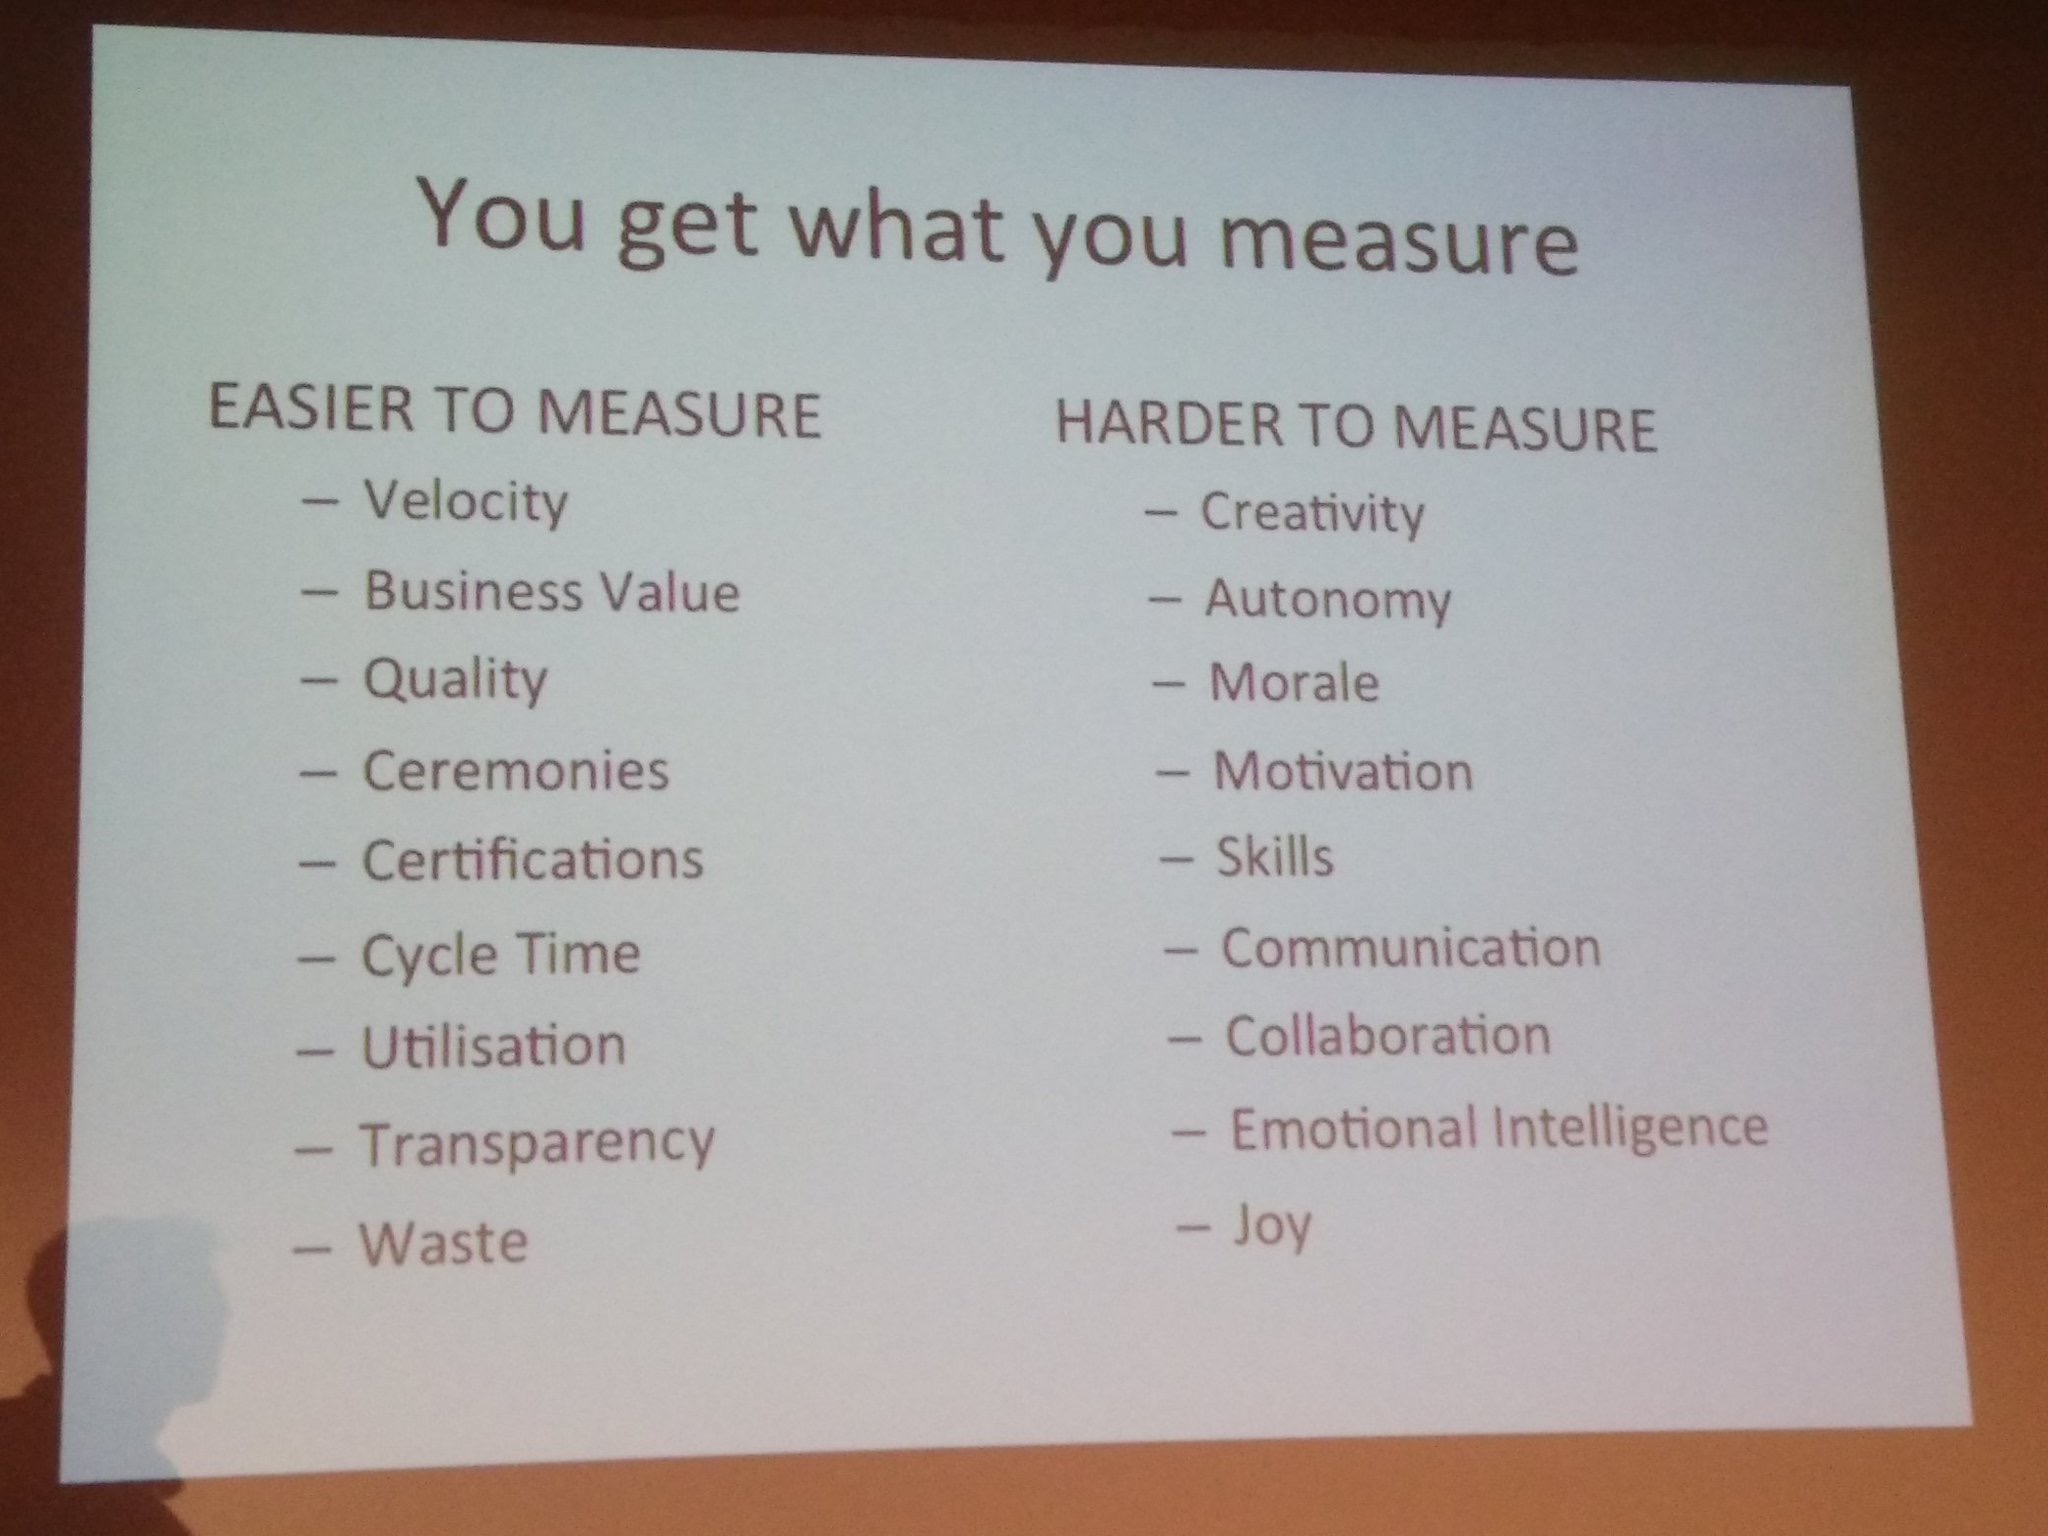 You get what you measure
EASIER TO MEASURE
– Velocity
– Business Value
– Quality
– Ceremonies
– Certifications
– Cycle Time
– Utilisation
– Transparency
– Waste
HARDER TO MEASURE
– Creativity
– Autonomy
– Morale
– Motivation
– Skills
– Communication
– Collaboration
– Emotional Intelligence
– Joy